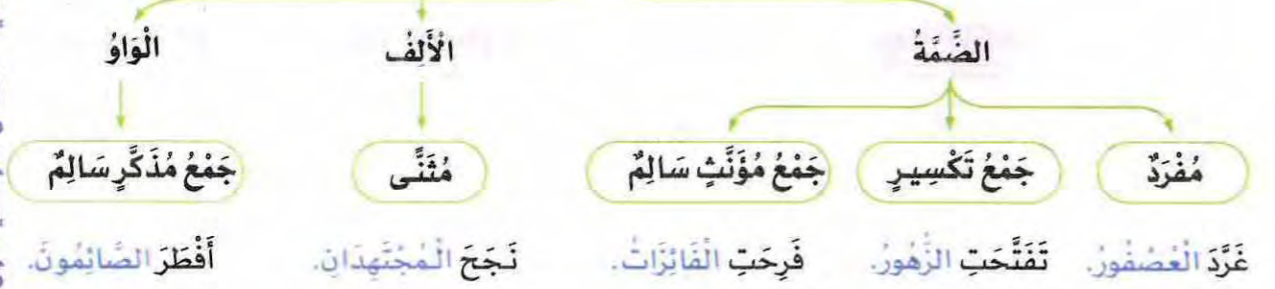 الضَّمَّةُ الْأَلِفُ الْوَاوُ
مُفْرَدٌ جَمْعُ تَكْسِيرٍ جَمْعُ مُؤَنَّثٍ سَالِمٌ مُثَنًّى جَمْعُ مُذَكَّرٍ سَالِمٌ
غَرَّدَ الْعُصْفُورُ. تَفَتَّحَتِ الزُّهُورُ. فَرِحَتِ الْفَائِزَاتُ. نَجَحَ الْمُجْتَهِدَانِ. أَفْطَرَ الصَّائِمُونَ.